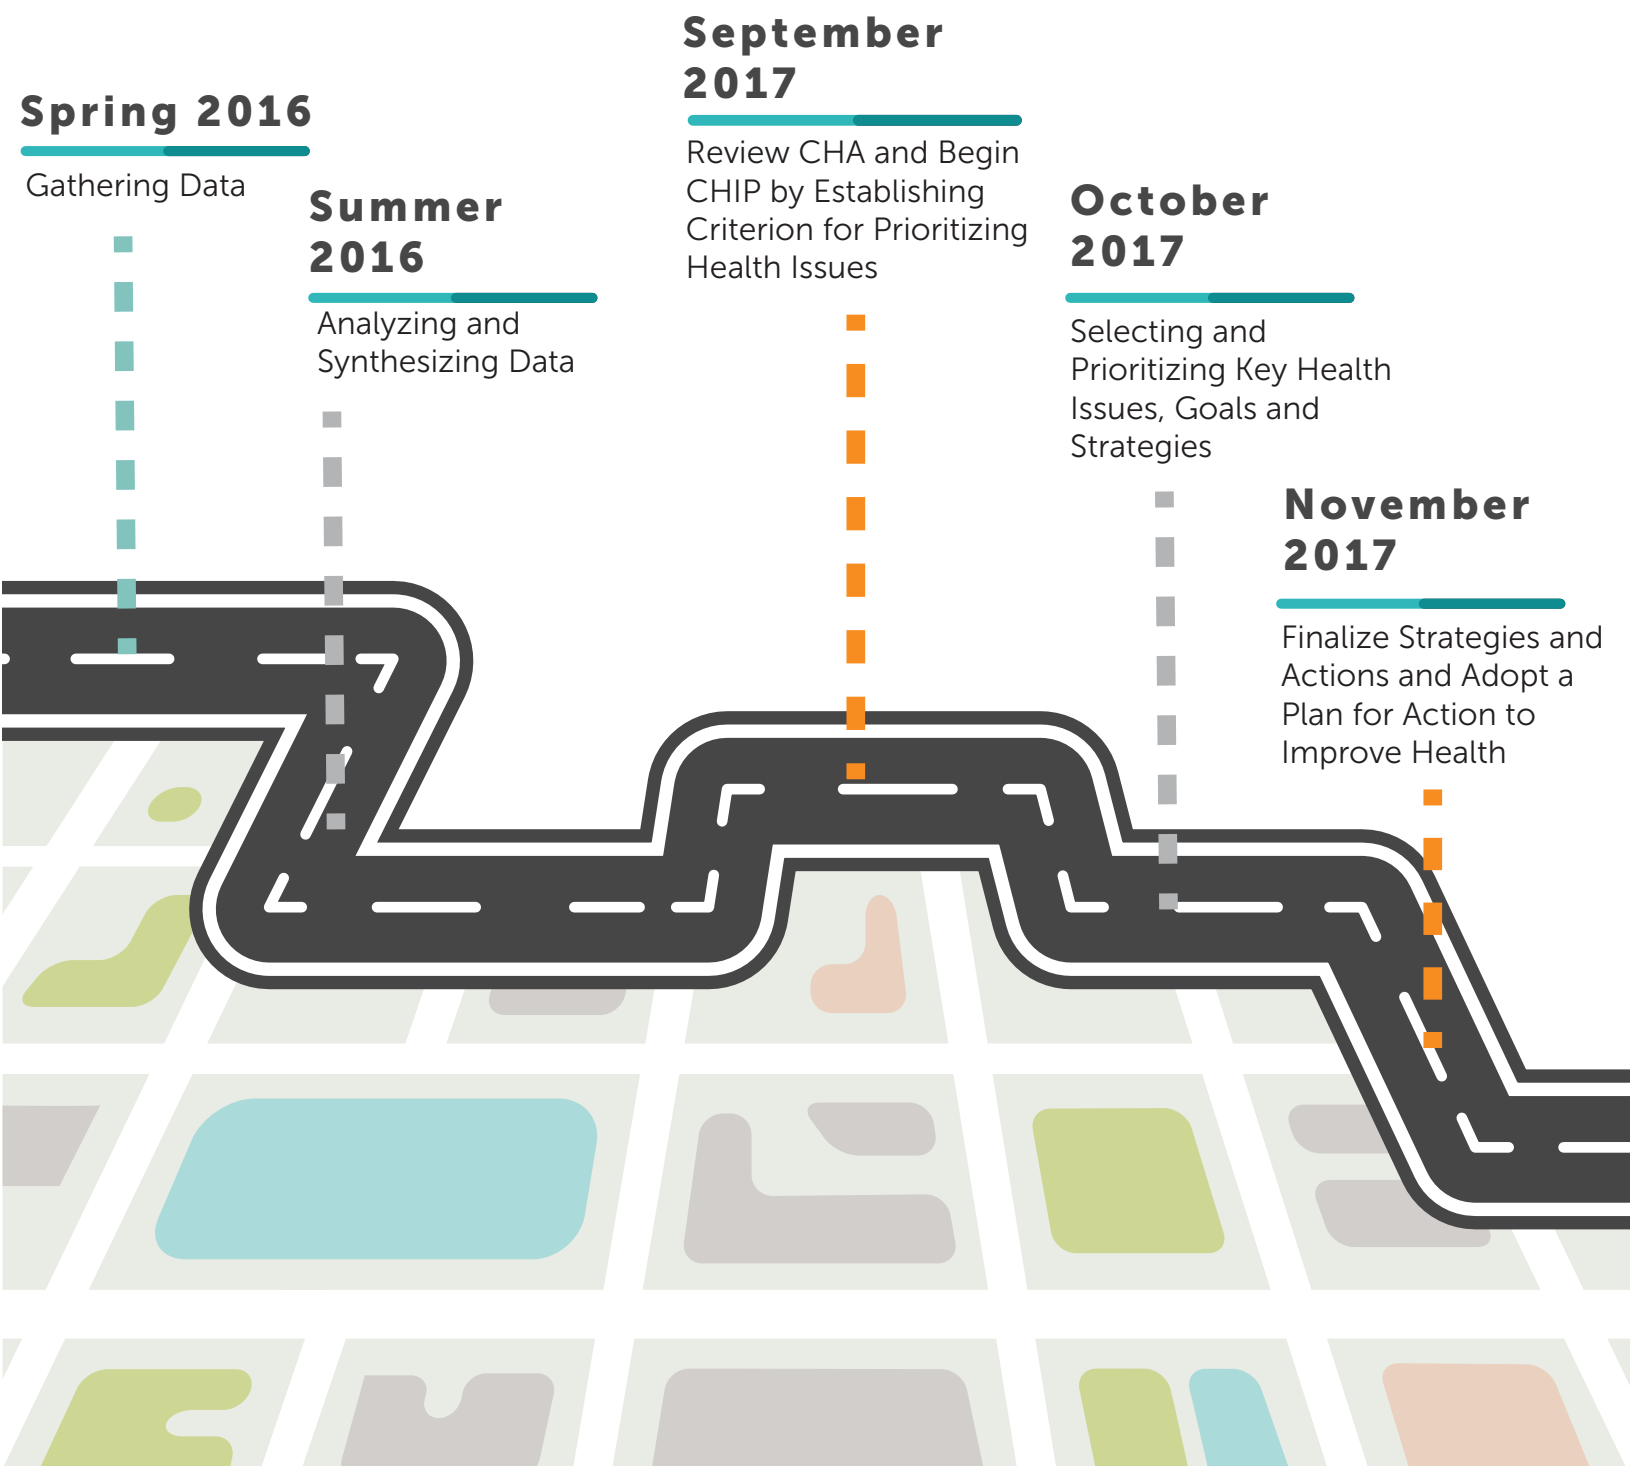 Spring 2016
Gathering Data
Summer
2016
Analyzing and
Synthesizing Data
September
2017
Review CHA and Begin
CHIP by Establishing
Criterion for Prioritizing
Health Issues
October
2017
Selecting and
Prioritizing Key Health
Issues, Goals and
Strategies
November
2017
Finalize Strategies and
Actions and Adopt a
Plan for Action to
Improve Health